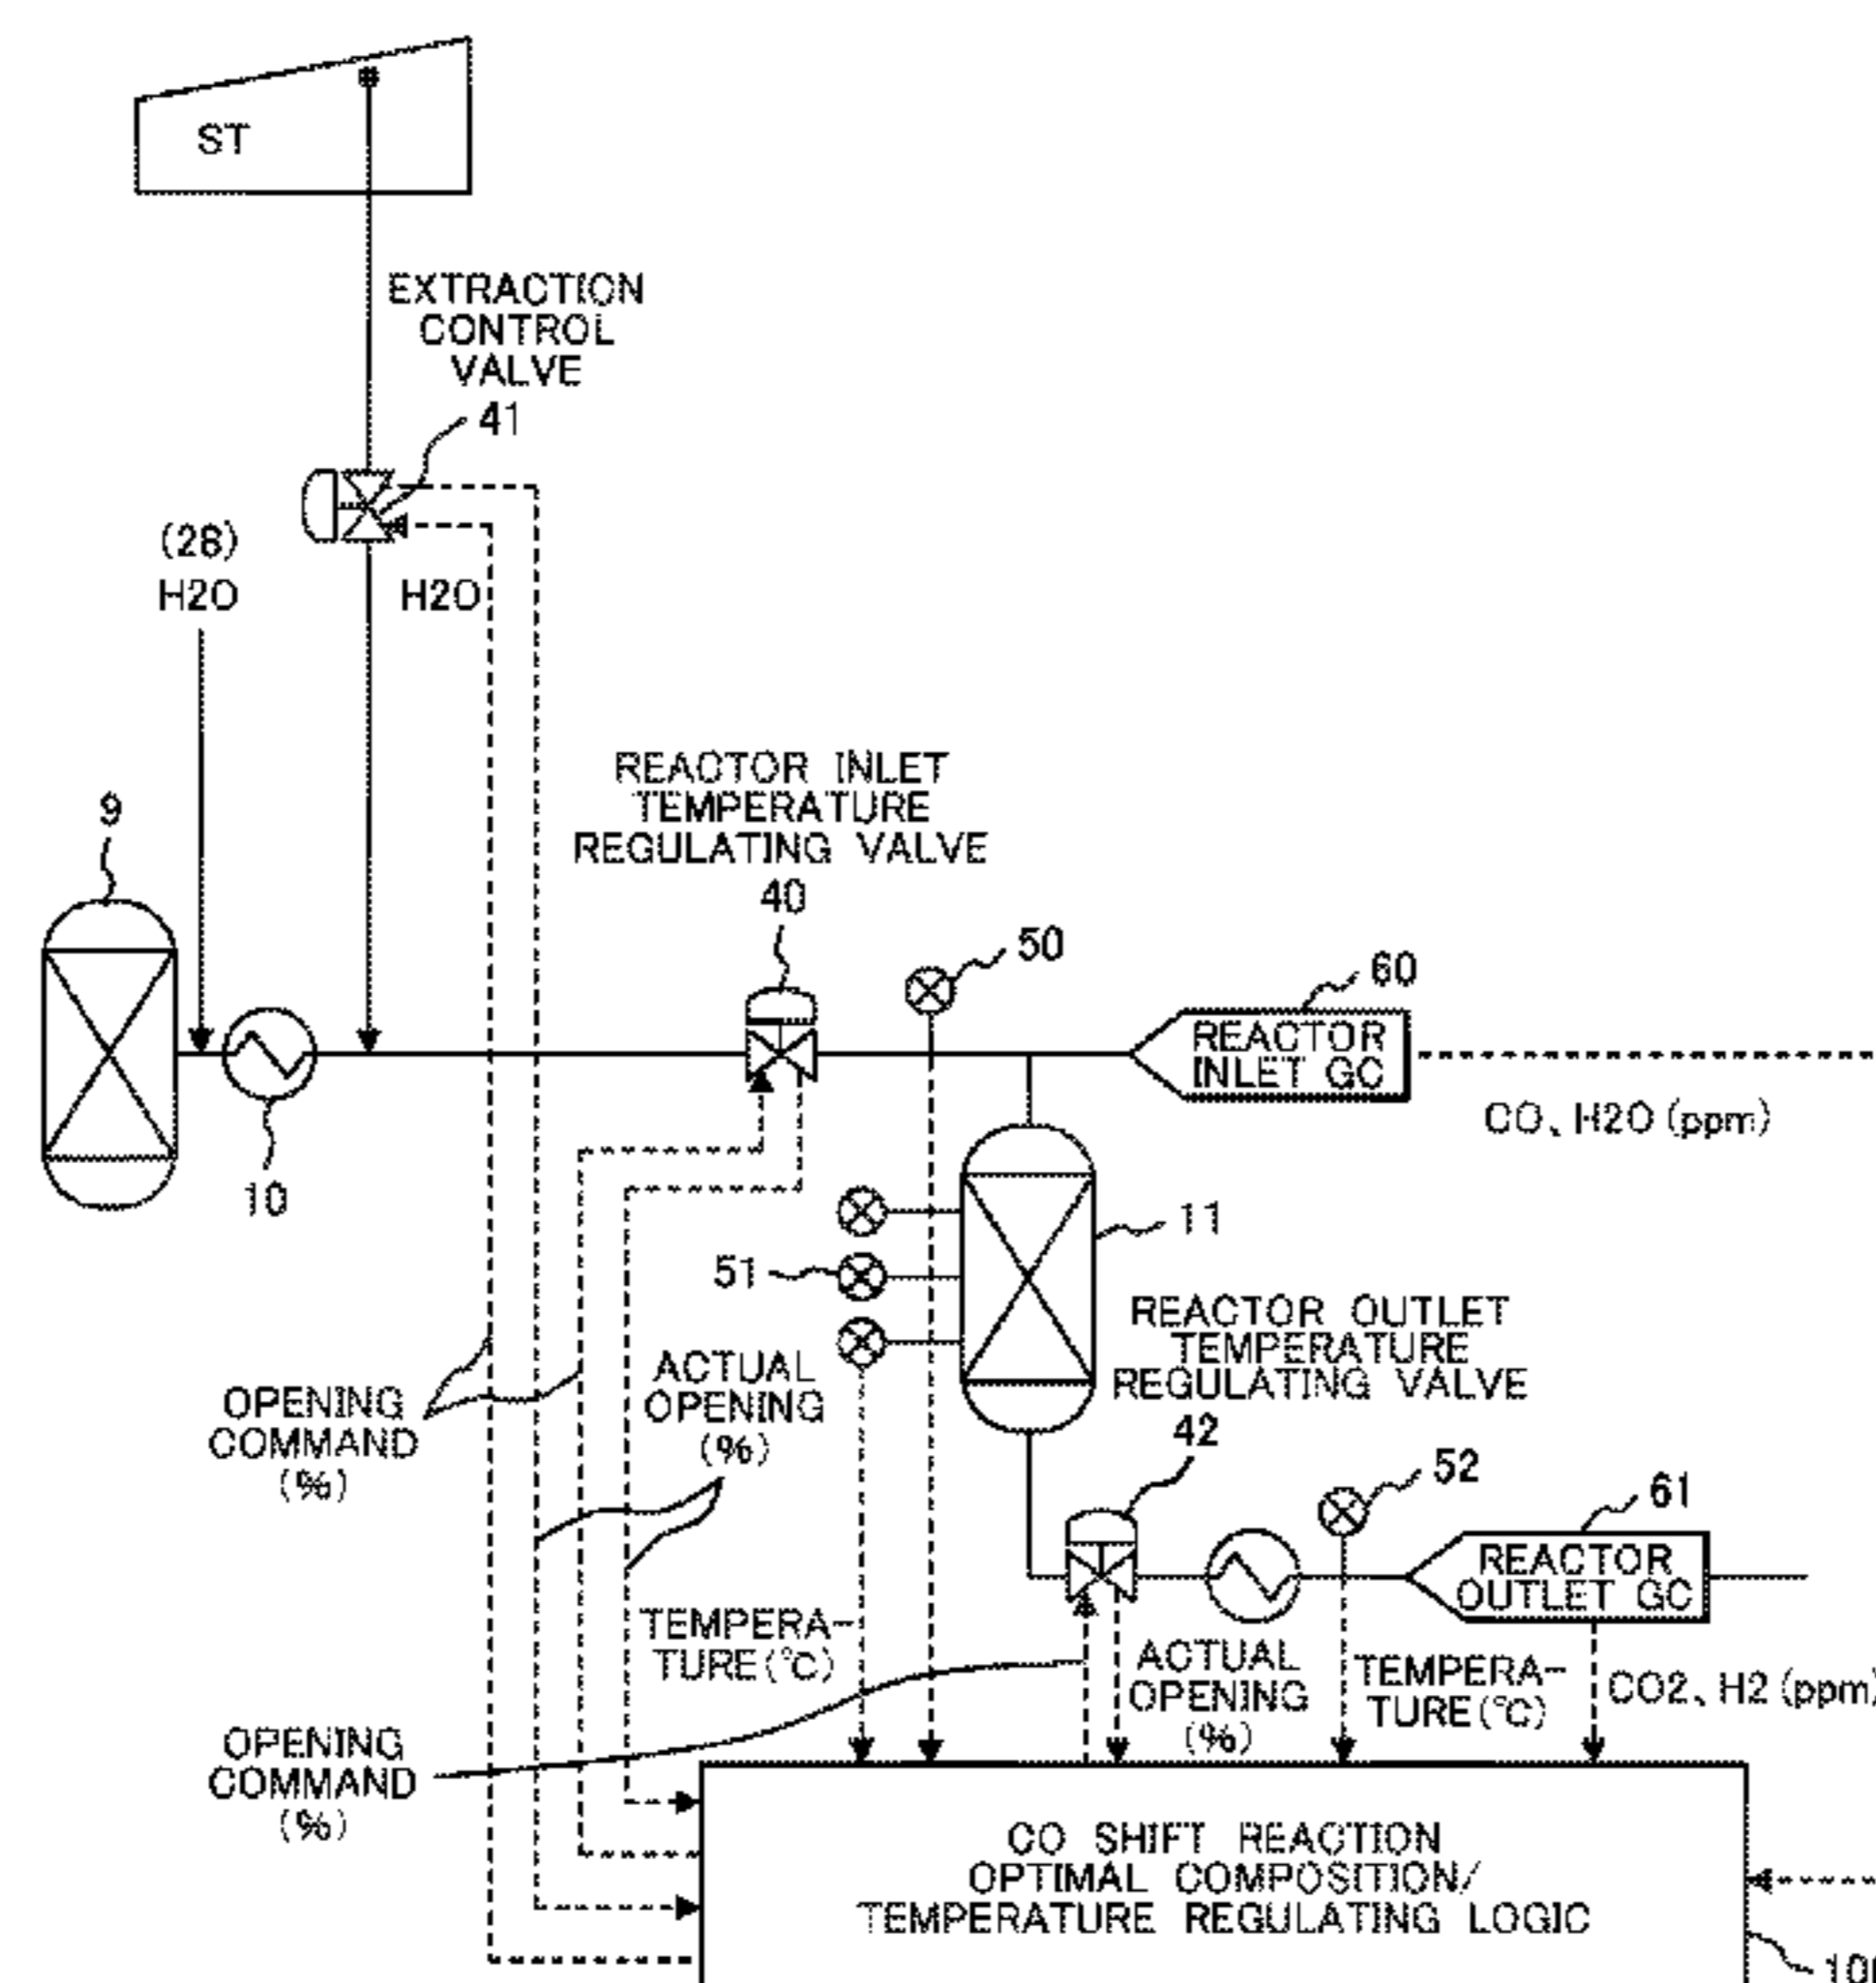 ST
EXTRACTION
CONTROL
VALVE
41
(28)
H2O
H2O
REACTOR INLET
TEMPERATURE
REGULATING VALVE
40
9
50
60
REACTOR
INLET GC
CO、H2O(ppm)
10
11
51
REACTOR OUTLET
TEMPERATURE
REGULATING VALVE
42
ACTUAL
OPENING
(%)
OPENING
COMMAND
(%)
52
61
REACTOR
OUTLET GC
TEMPERA-
TURE(℃)
ACTUAL
OPENING
(%)
TEMPERA-
TURE(℃)
CO2、H2(ppm)
OPENING
COMMAND
(%)
CO SHIFT REACTION
OPTIMAL COMPOSITION/
TEMPERATURE REGULATING LOGIC